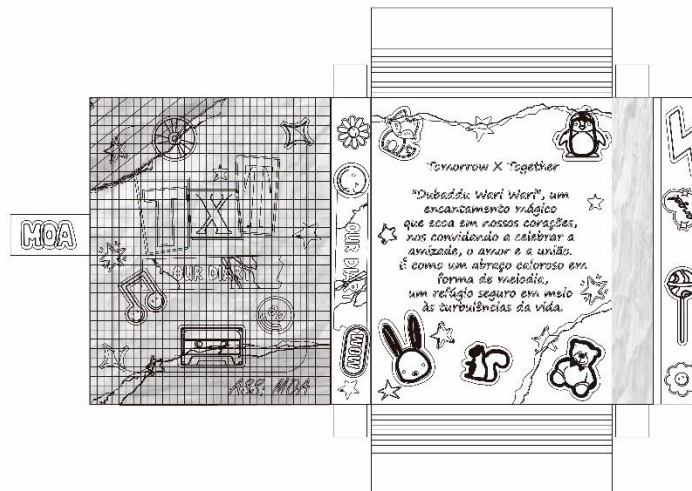 MOA
TXT
OUR DIARY
ASS: MOA
OUR DIARY
WOW
Tomorrow X Together
"Dubaddu Wari Wari", um
encantamento mágico
que ecoa em nossos corações,
nos convidando a celebrar a
amizade, o amor e a união.
É como um abraço caloroso em
forma de melodia,
um refúgio seguro em meio
às turbulências da vida.